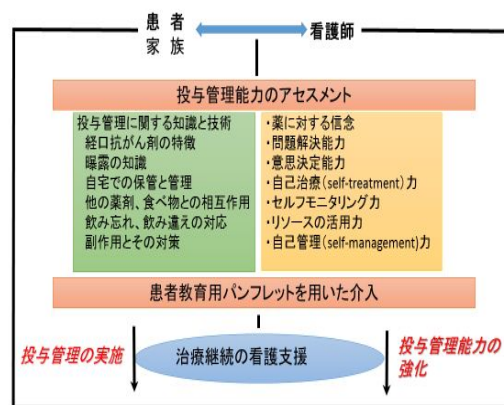 患者
家族
看護師
投与管理能力のアセスメント
投与管理に関する知識と技術
経口抗がん剤の特徴
曝露の知識
自宅での保管と管理
他の薬剤、食べ物との相互作用
飲み忘れ、飲み違えの対応
副作用とその対策
・薬に対する信念
・問題解決能力
・意思決定能力
・自己治療(self-treatment)力
・セルフモニタリング力
・リソースの活用力
・自己管理(self-management)力
患者教育用パンフレットを用いた介入
投与管理の実施
治療継続の看護支援
投与管理能力の
強化